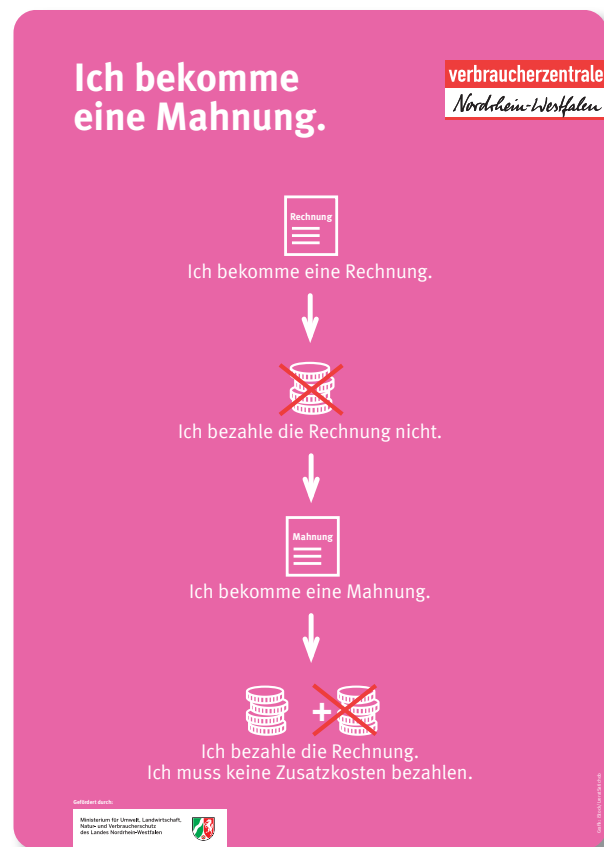 Ich bekomme
eine Mahnung.
verbraucherzentrale
Nordrhein-Westfalen
Rechnung
Ich bekomme eine Rechnung.
Ich bezahle die Rechnung nicht.
Mahnung
Ich bekomme eine Mahnung.
+
Ich bezahle die Rechnung.
Ich muss keine Zusatzkosten bezahlen.
Gefördert durch:
Ministerium für Umwelt, Landwirtschaft,
Natur- und Verbraucherschutz
des Landes Nordrhein-Westfalen